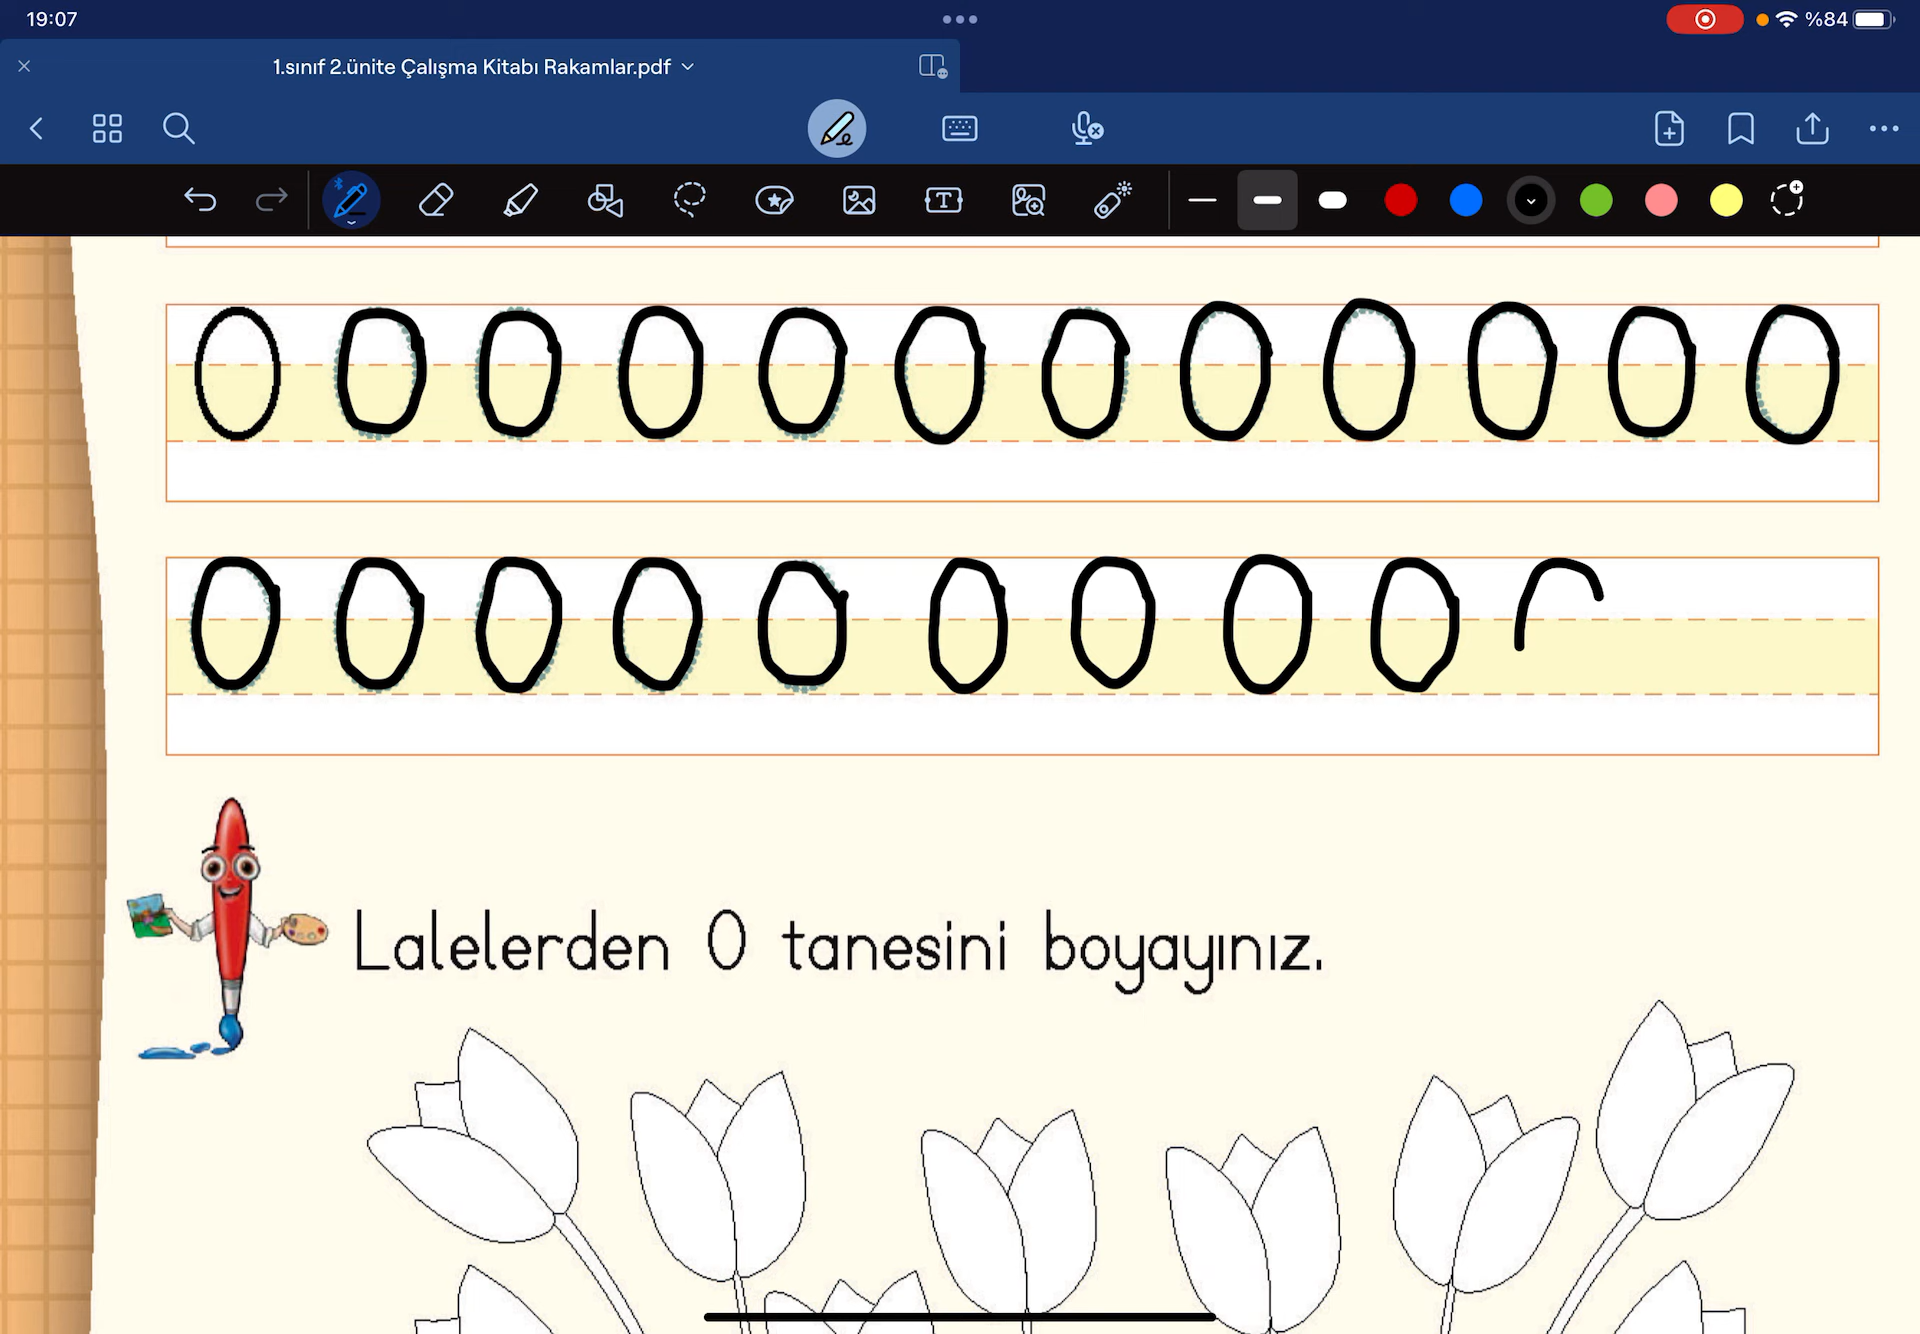 19:07
%84
1.sınıf 2.ünite Çalışma Kitabı Rakamlar.pdf
0 0 0 0 0 0 0 0 0 0 0 0
0 0 0 0 0 0 0 0 0
Lalelerden 0 tanesini boyayınız.